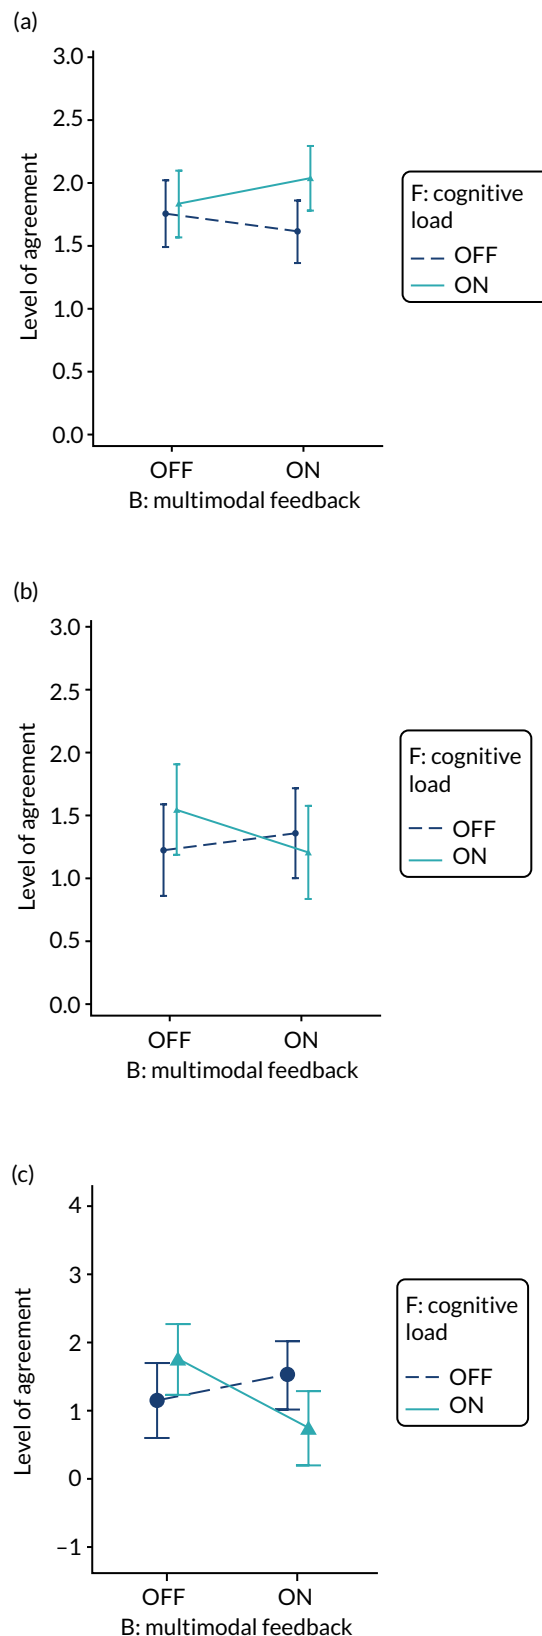 (a)
3.0
2.5
2.0
1.5
1.0
0.5
0.0
Level of agreement
OFF
ON
B: multimodal feedback
F: cognitive
load
OFF
ON
(b)
3.0
2.5
2.0
1.5
1.0
0.5
0.0
Level of agreement
OFF
ON
B: multimodal feedback
F: cognitive
load
OFF
ON
(c)
4
3
2
1
0
–1
Level of agreement
OFF
ON
B: multimodal feedback
F: cognitive
load
OFF
ON